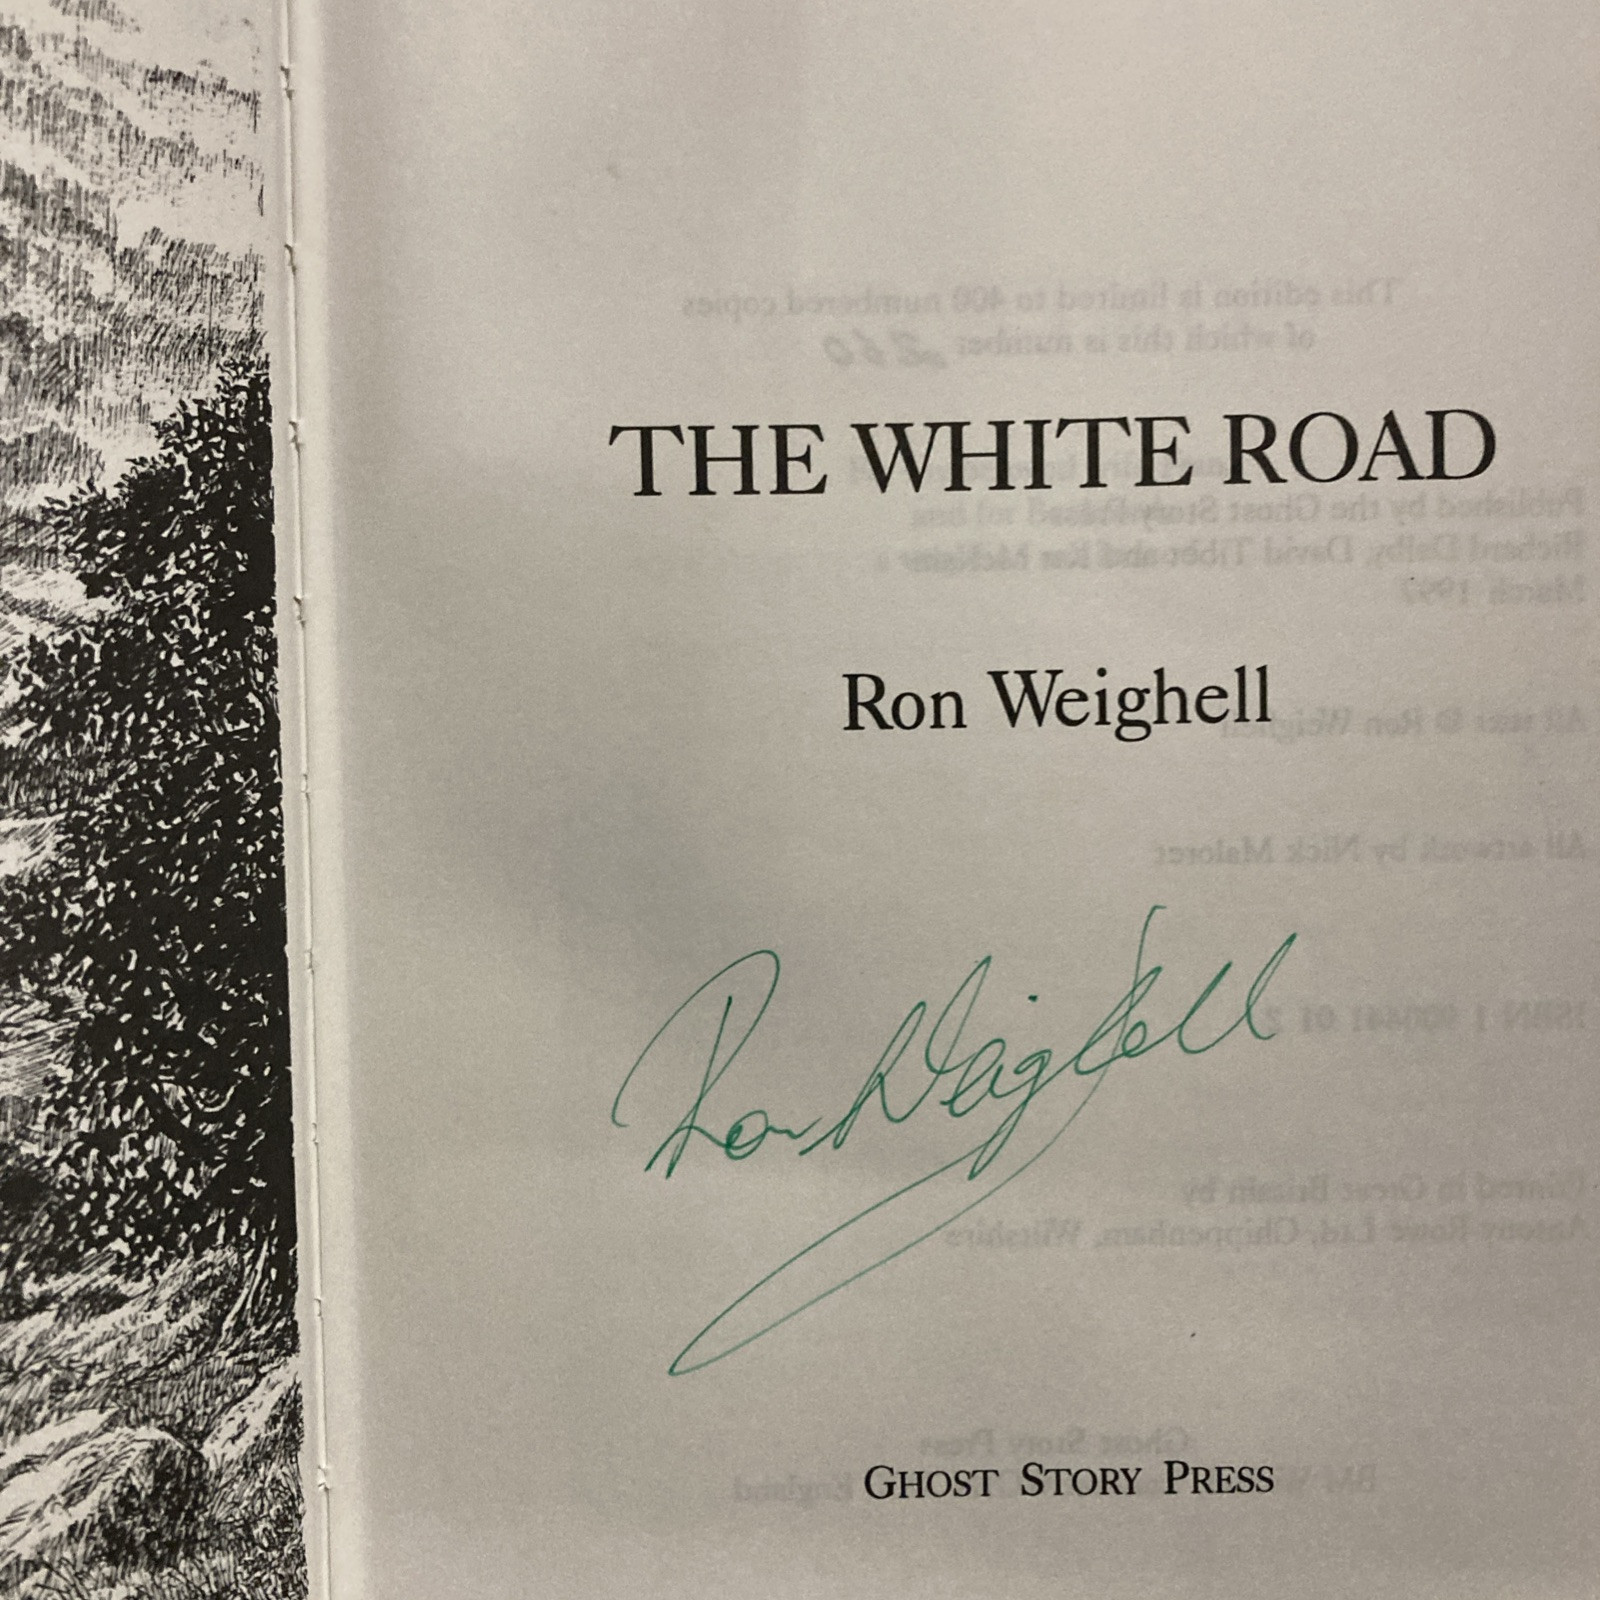 THE WHITE ROAD
Ron Weighell
Ron Weighell
GHOST STORY PRESS